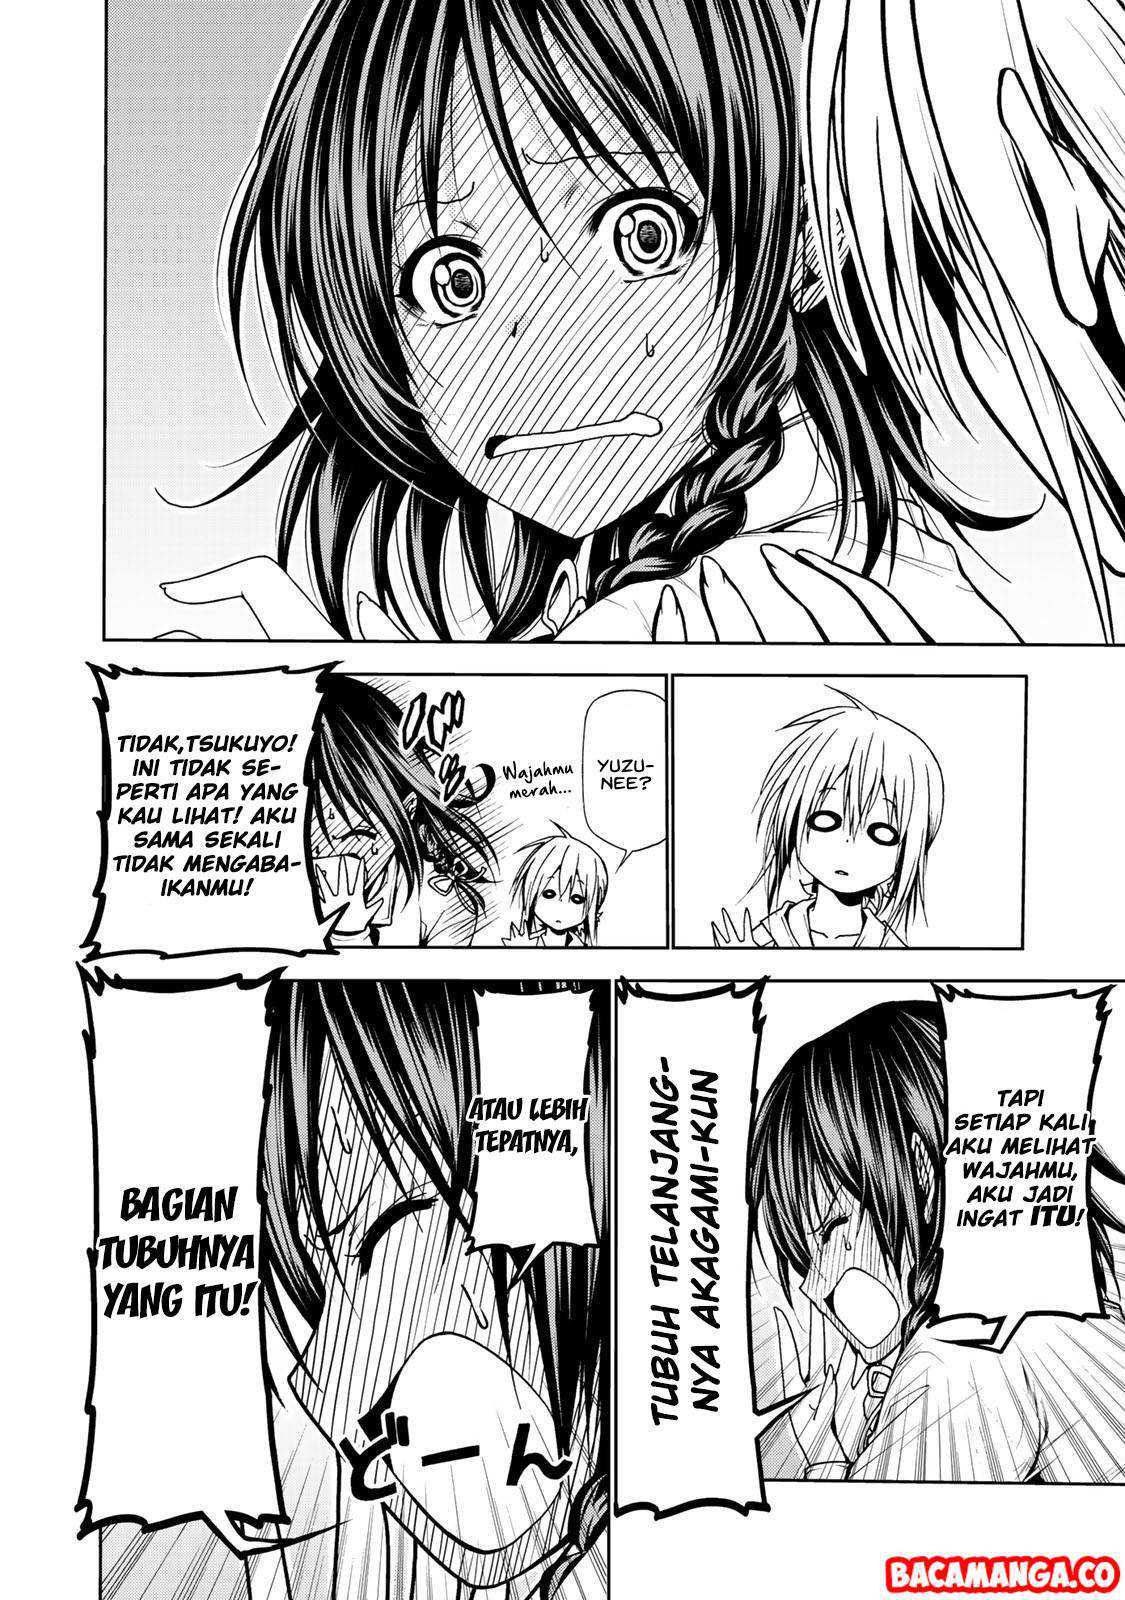 YUZU-
NEE?
Wajahmu
merah...
TIDAK,TSUKUYO!
INI TIDAK SE-
PERTI APA YANG
KAU LIHAT! AKU
SAMA SEKALI
TIDAK MENGABA-
IKANMU!
TAPI
SETIAP KALI
AKU MELIHAT
WAJAHMU,
AKU JADI
INGAT ITU!
TUBUH TELANJANG-
NYA AKAGAMI-KUN
ATAU LEBIH
TEPATNYA,
BAGIAN
TUBUHNYA
YANG ITU!
どーん
BACAMANGA.CO